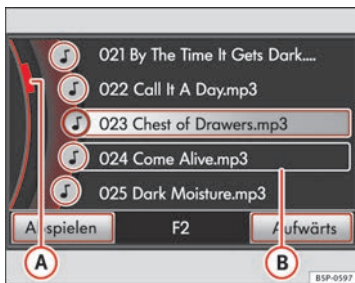 021 By The Time It Gets Dark....
022 Call It A Day.mp3
023 Chest of Drawers.mp3
024 Come Alive.mp3
025 Dark Moisture.mp3
Abspielen F2 Aufwärts
A B
B5P-0597